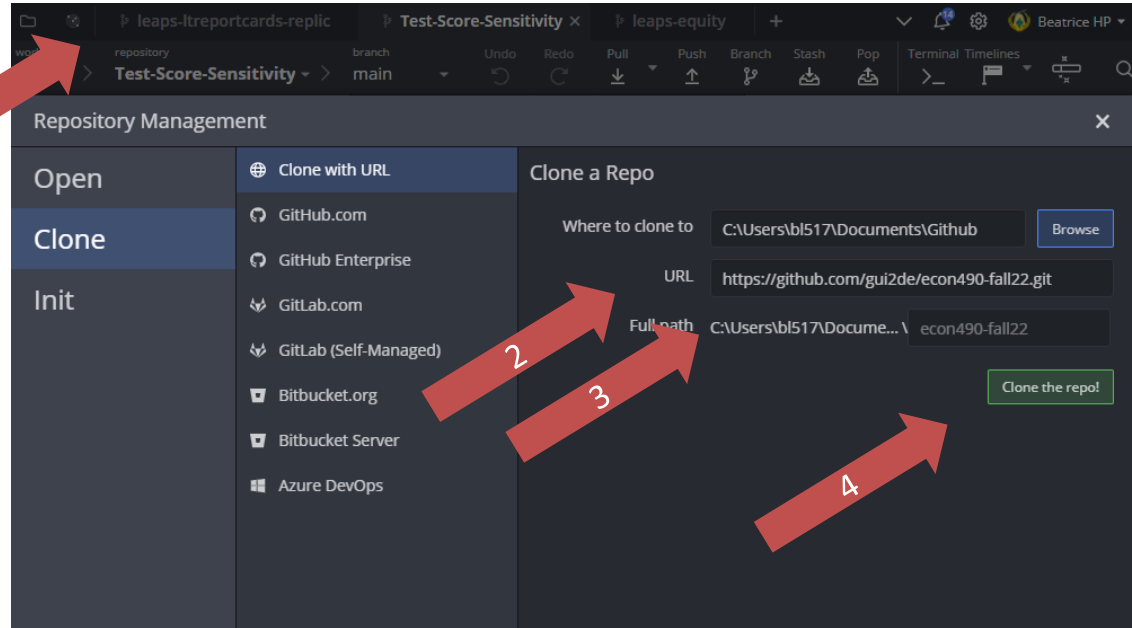 leaps-ltreportcards-replic Test-Score-Sensitivity × leaps-equity + 14 Beatrice HP
repository branch Undo Redo Pull Push Branch Stash Pop Terminal Timelines
Test-Score-Sensitivity main
Repository Management
Open
Clone
Init
Clone with URL
GitHub.com
GitHub Enterprise
GitLab.com
GitLab (Self-Managed)
Bitbucket.org
Bitbucket Server
Azure DevOps
Clone a Repo
Where to clone to C:\Users\bl517\Documents\Github Browse
URL https://github.com/gui2de/econ490-fall22.git
Full path C:\Users\bl517\Docume... \ econ490-fall22
Clone the repo!
2
3
4